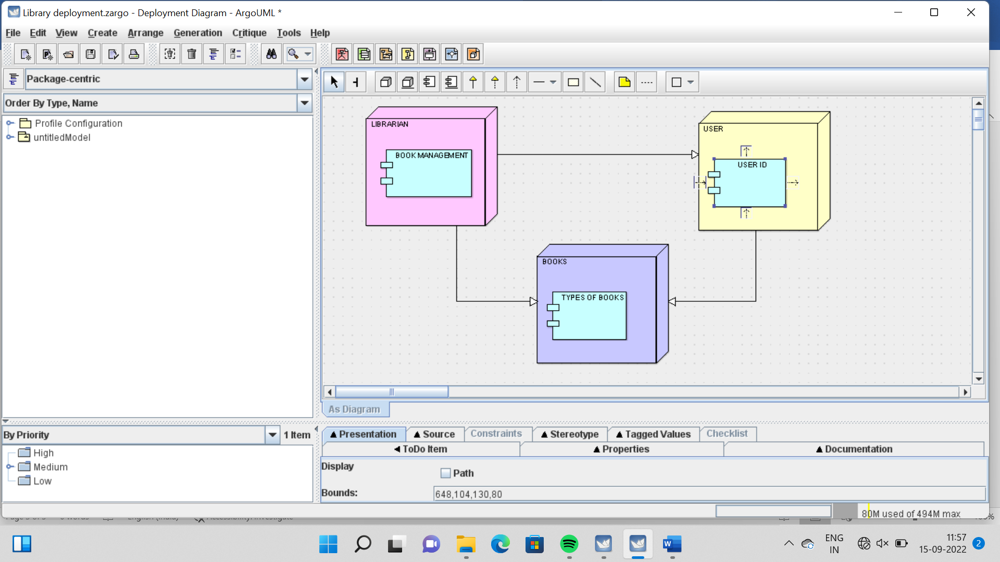 Library deployment.zargo - Deployment Diagram - ArgoUML *
File Edit View Create Arrange Generation Critique Tools Help
Package-centric
Order By Type, Name
Profile Configuration
untitledModel
LIBRARIAN
BOOK MANAGEMENT
USER
USER ID
BOOKS
TYPES OF BOOKS
As Diagram
By Priority
1 Item
High
Medium
Low
Presentation Source Constraints Stereotype Tagged Values Checklist
ToDo Item Properties Documentation
Display
Path
Bounds:
648,104,130,80
80M used of 494M max
W
ENG
IN
11:57
15-09-2022
2